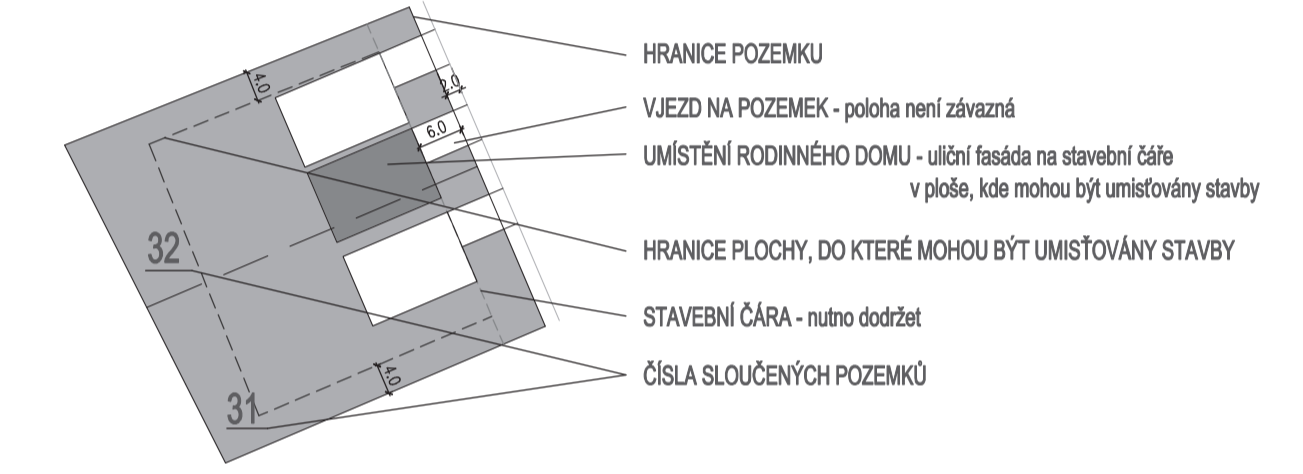 HRANICE POZEMKU
4.0
2.0
VJEZD NA POZEMEK - poloha není závazná
6.0
UMÍSTĚNÍ RODINNÉHO DOMU - uliční fasáda na stavební čáře
v ploše, kde mohou být umisťovány stavby
32
HRANICE PLOCHY, DO KTERÉ MOHOU BÝT UMISŤOVÁNY STAVBY
STAVEBNÍ ČÁRA - nutno dodržet
4.0
ČÍSLA SLOUČENÝCH POZEMKŮ
31